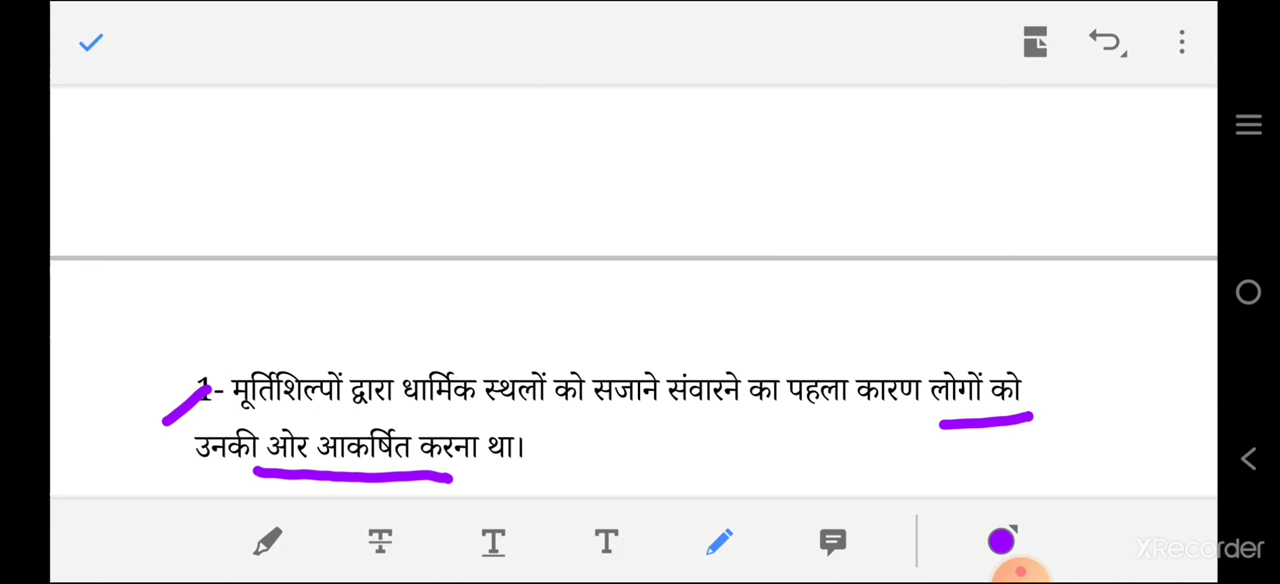 1- मूर्तिशिल्पों द्वारा धार्मिक स्थलों को सजाने संवारने का पहला कारण लोगों को
उनकी ओर आकर्षित करना था।
T T T
XRecorder